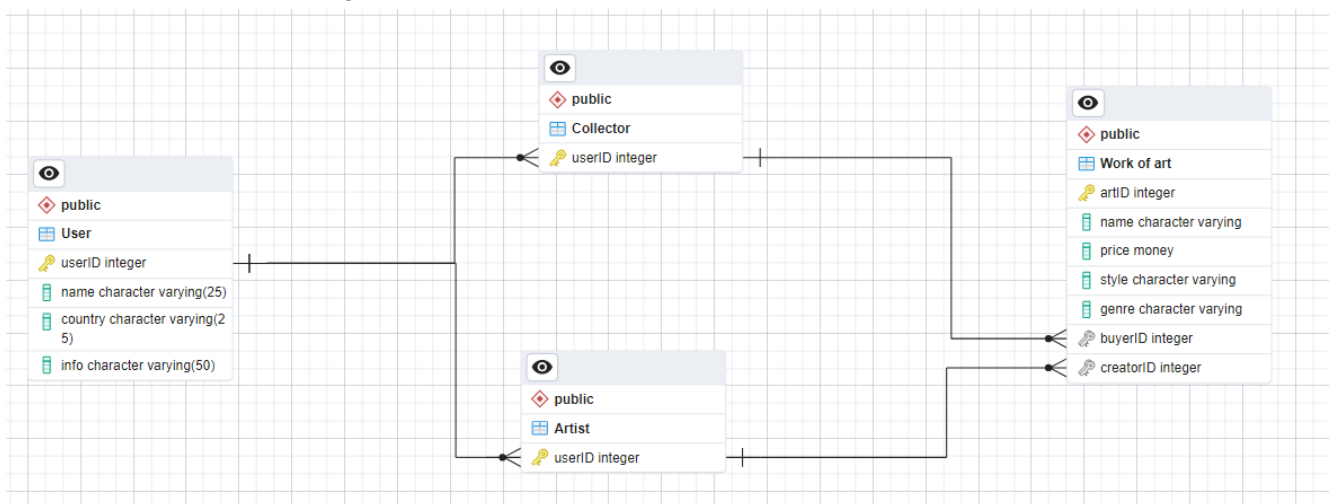 public
User
userID integer
name character varying(25)
country character varying(2
5)
info character varying(50)
public
Collector
userID integer
public
Artist
userID integer
public
Work of art
artID integer
name character varying
price money
style character varying
genre character varying
buyerID integer
creatorID integer